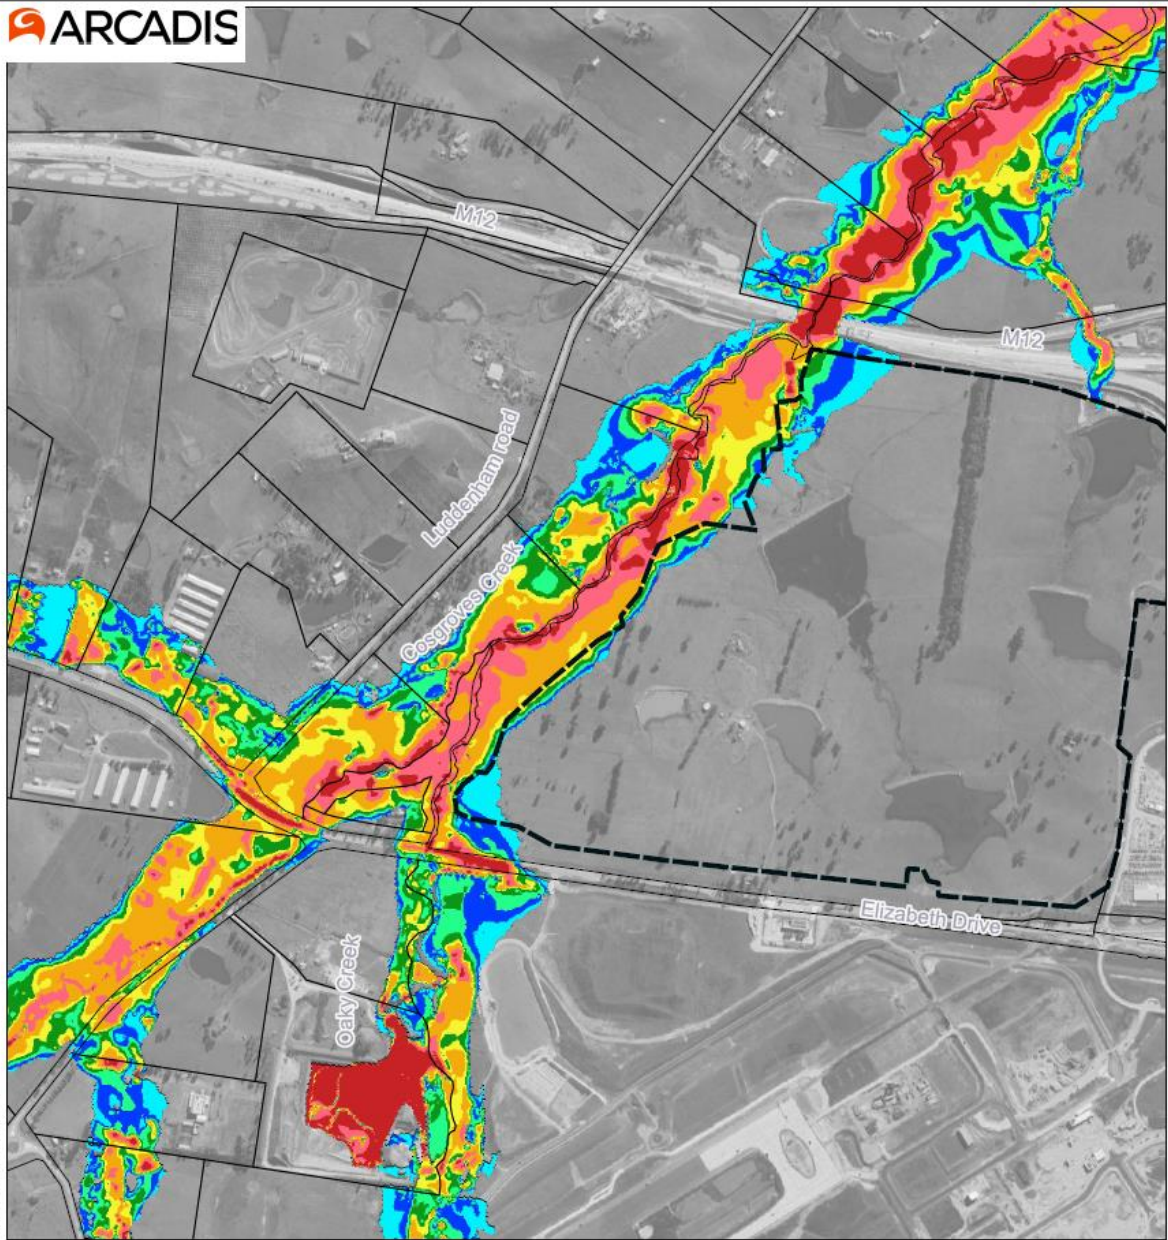 ARCADIS
M12
M12
Luddenham road
Cosgroves Creek
Elizabeth Drive
Oaky Creek